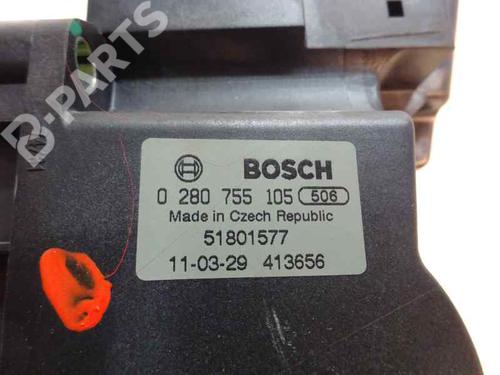 B-PARTS
BOSCH
0 280 755 105 506
Made in Czech Republic
51801577
11-03-29 413656